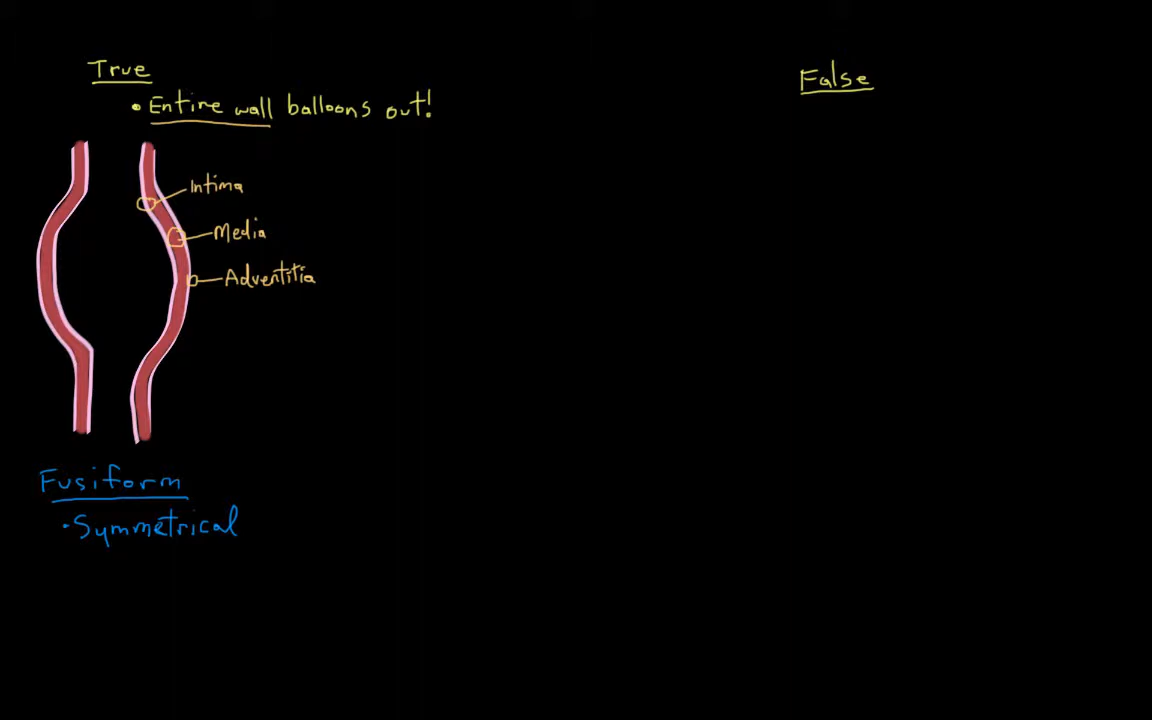 True
• Entire wall balloons out!
Intima
Media
Adventitia
Fusiform
• Symmetrical
False